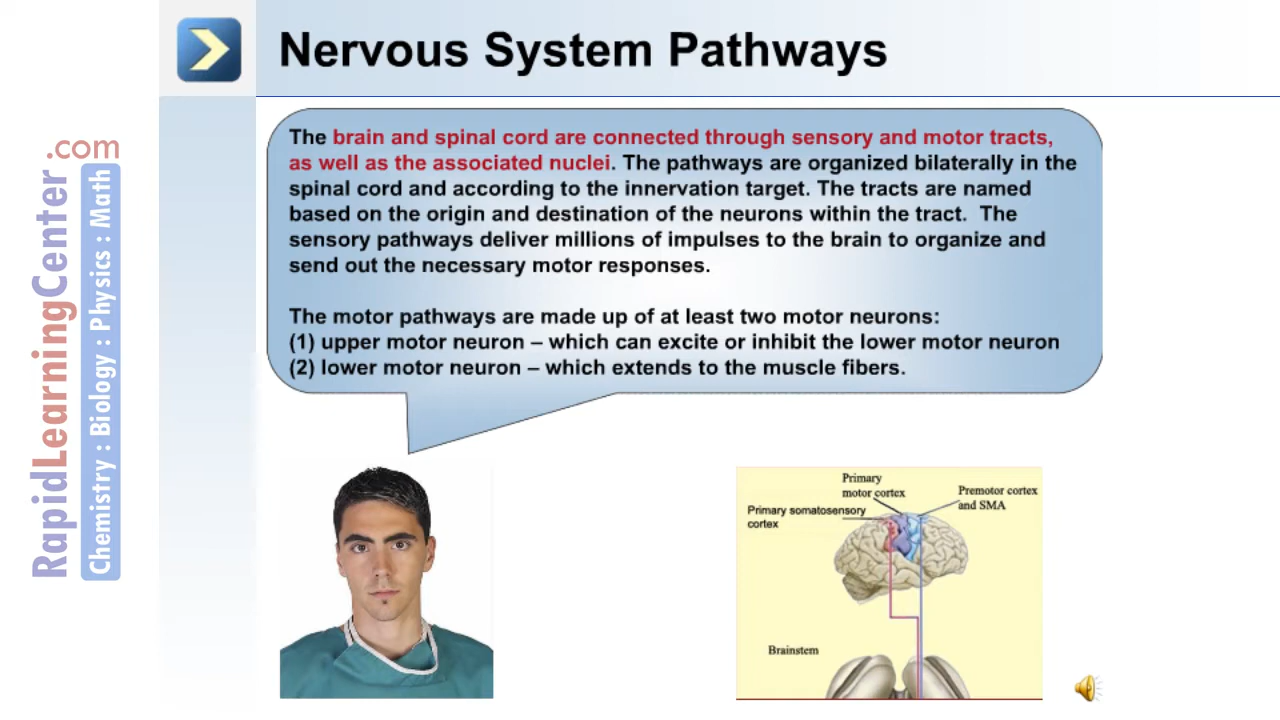 Nervous System Pathways
The brain and spinal cord are connected through sensory and motor tracts,
as well as the associated nuclei. The pathways are organized bilaterally in the
spinal cord and according to the innervation target. The tracts are named
based on the origin and destination of the neurons within the tract. The
sensory pathways deliver millions of impulses to the brain to organize and
send out the necessary motor responses.
The motor pathways are made up of at least two motor neurons:
(1) upper motor neuron – which can excite or inhibit the lower motor neuron
(2) lower motor neuron – which extends to the muscle fibers.
RapidLearningCenter.com
Chemistry : Biology : Physics : Math
Primary
motor cortex
Premotor cortex
and SMA
Primary somatosensory
cortex
Brainstem